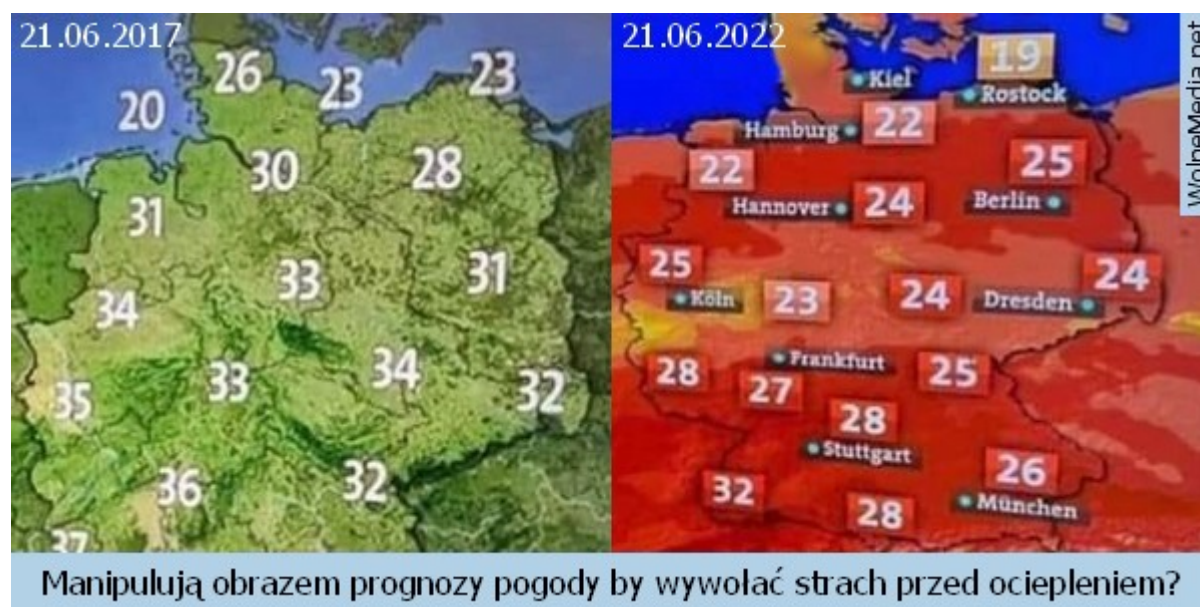 21.06.2017
26
23
23
20
30
28
31
33
31
34
33
34
32
35
36
32
37
21.06.2022
19
Kiel
Rostock
Hamburg
22
22
25
Hannover
24
Berlin
25
24
Köln
23
24
Dresden
Frankfurt
28
27
25
28
Stuttgart
26
32
München
28
WolneMedia.net
Manipulują obrazem prognozy pogody by wywołać strach przed ociepleniem?